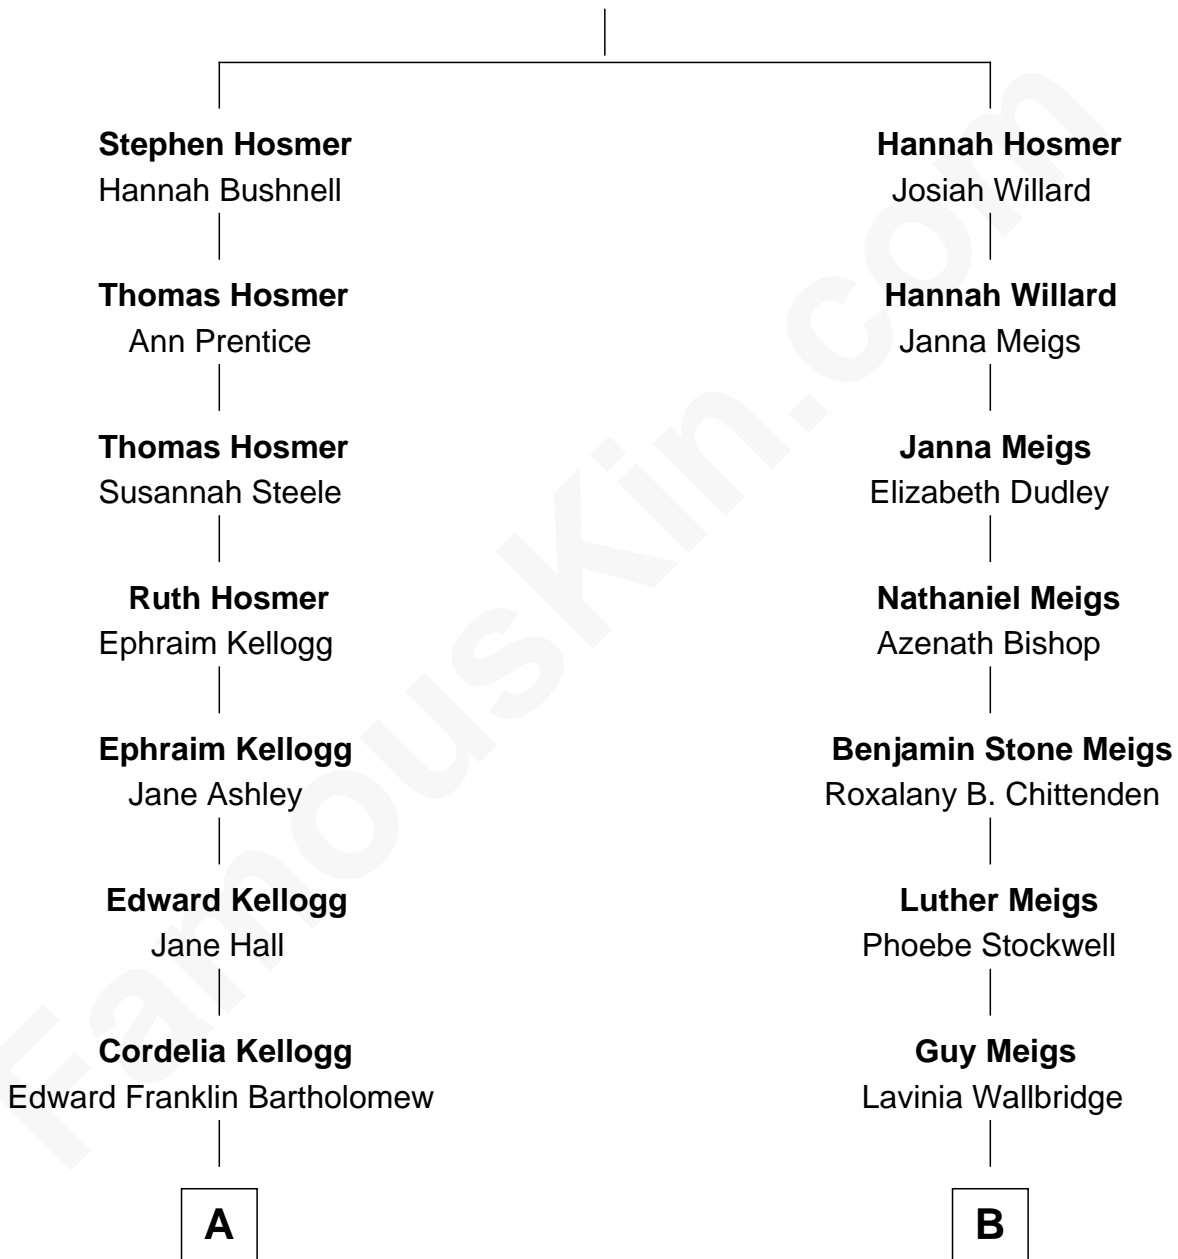 Stephen Hosmer
Hannah Bushnell
Thomas Hosmer
Ann Prentice
Thomas Hosmer
Susannah Steele
Ruth Hosmer
Ephraim Kellogg
Ephraim Kellogg
Jane Ashley
Edward Kellogg
Jane Hall
Cordelia Kellogg
Edward Franklin Bartholomew
A
Hannah Hosmer
Josiah Willard
Hannah Willard
Janna Meigs
Janna Meigs
Elizabeth Dudley
Nathaniel Meigs
Azenath Bishop
Benjamin Stone Meigs
Roxalany B. Chittenden
Luther Meigs
Phoebe Stockwell
Guy Meigs
Lavinia Wallbridge
B
FamousKin.com